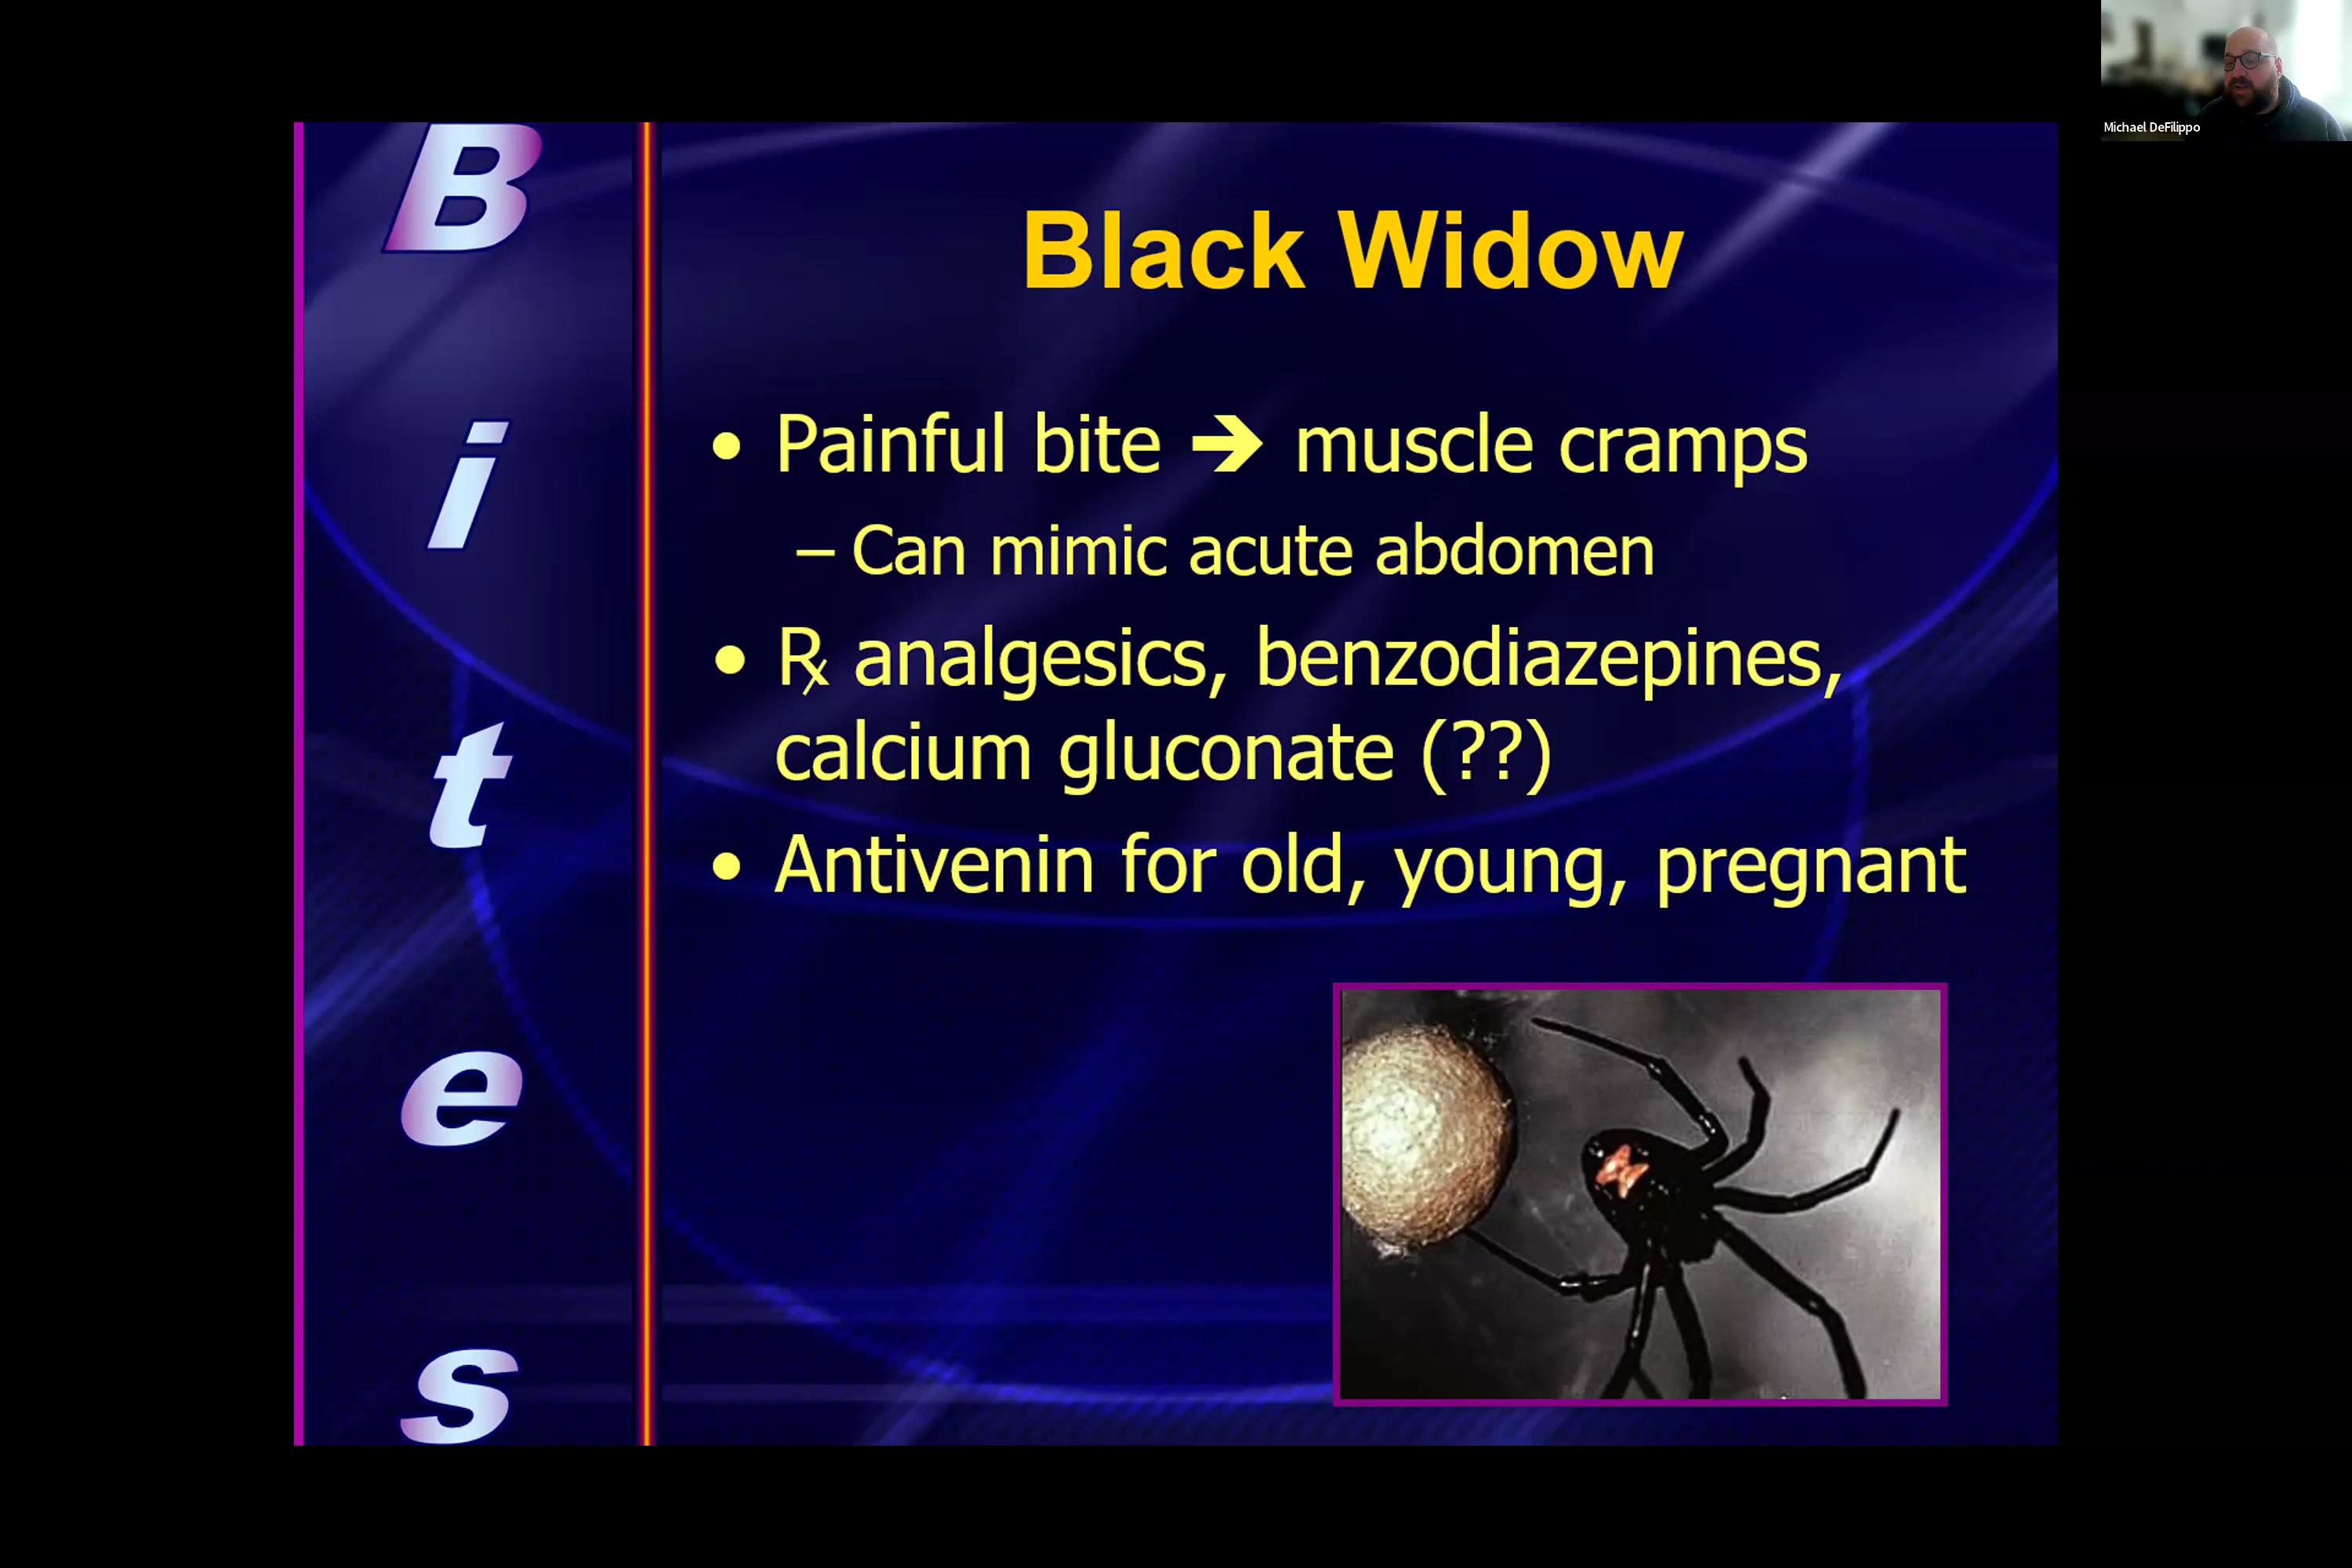 Bites
Black Widow
• Painful bite ➔ muscle cramps
– Can mimic acute abdomen
• ℞ analgesics, benzodiazepines,
calcium gluconate (??)
• Antivenin for old, young, pregnant
Michael DeFilippo